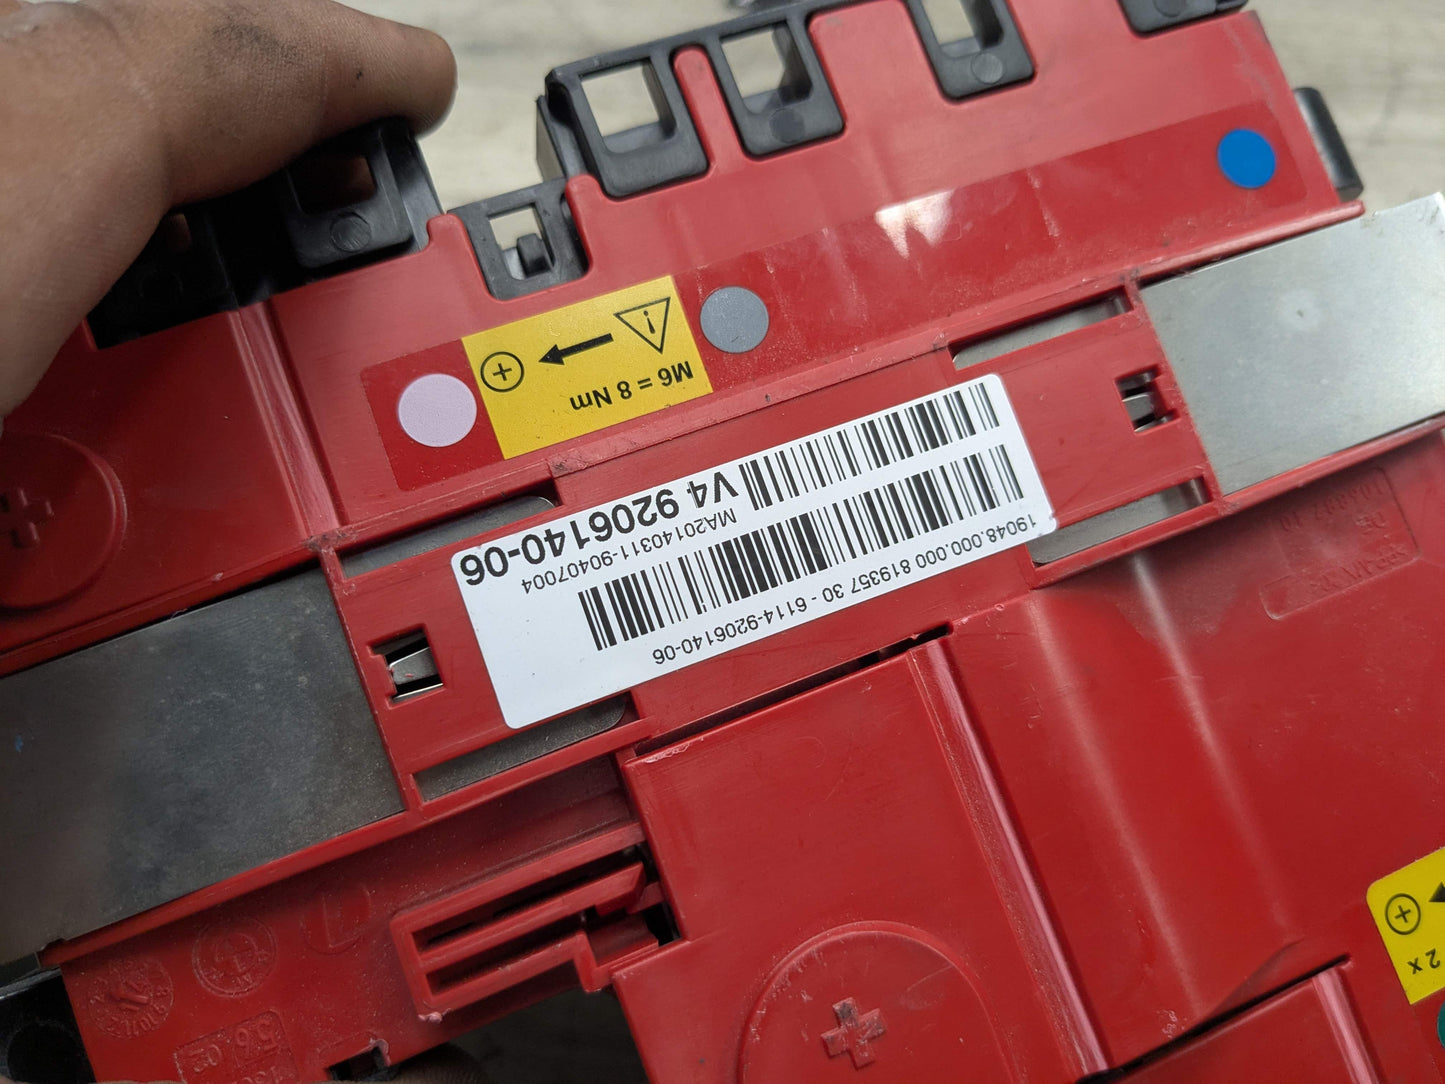 19048.000.000 819357 30 - 6114-9206140-06
MA20140311-90407004
V4 9206140-06
M6 = 8 Nm
2 x